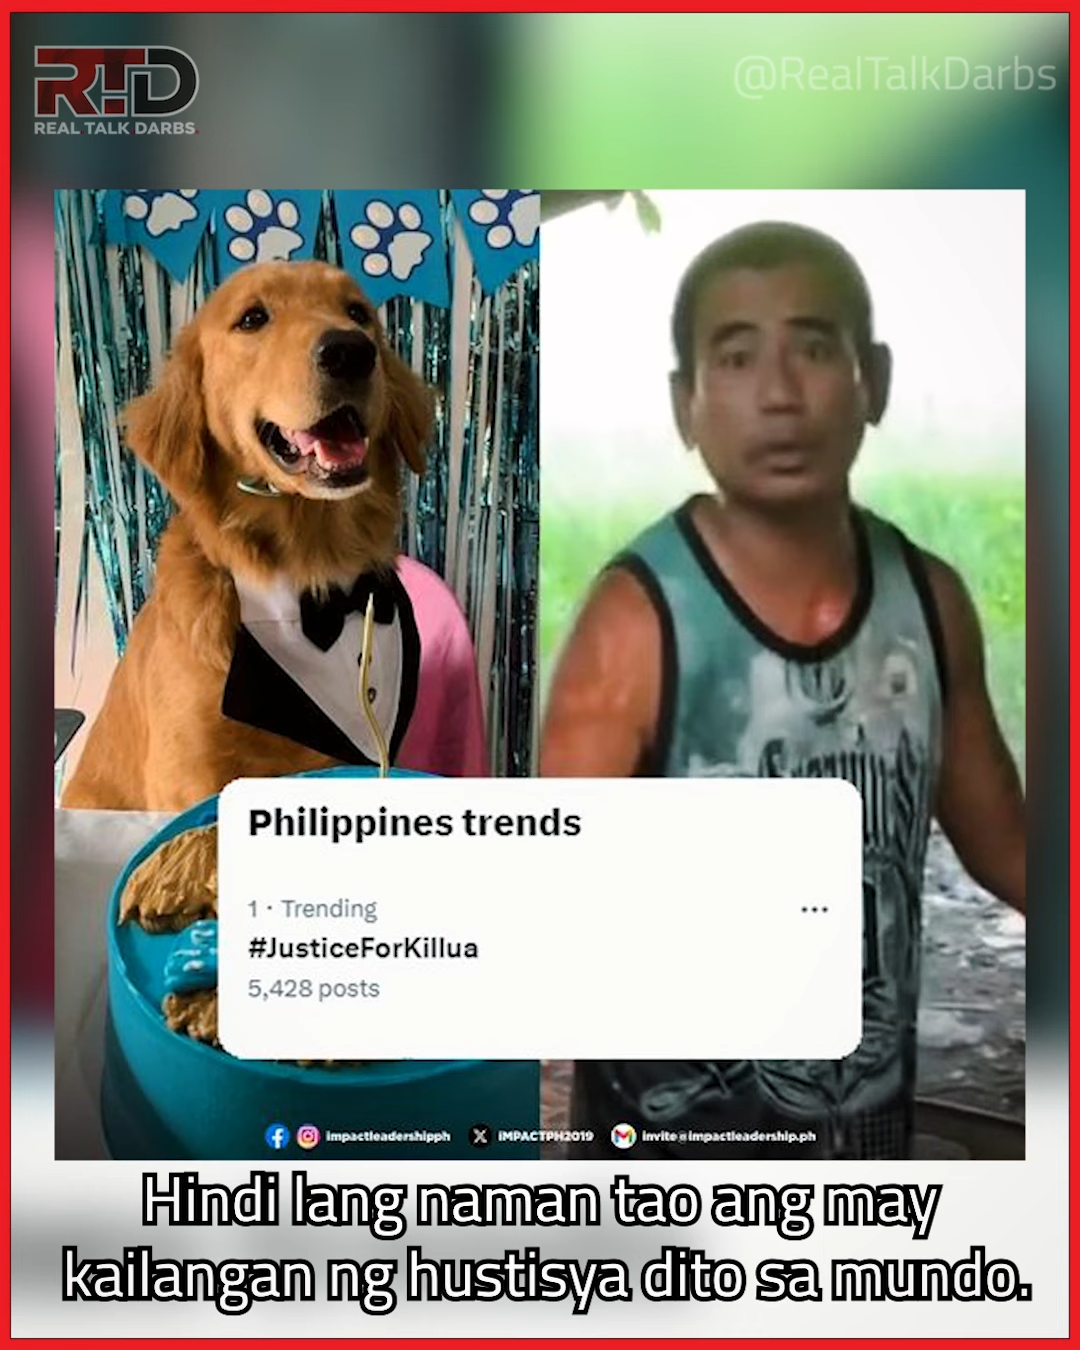 RTD
REAL TALK DARBS.
@RealTalkDarbs
Philippines trends
1 · Trending
#JusticeForKillua
5,428 posts
impactleadershipph
IMPACTPH2019
invite@impactleadership.ph
Hindi lang naman tao ang may
kailangan ng hustisya dito sa mundo.